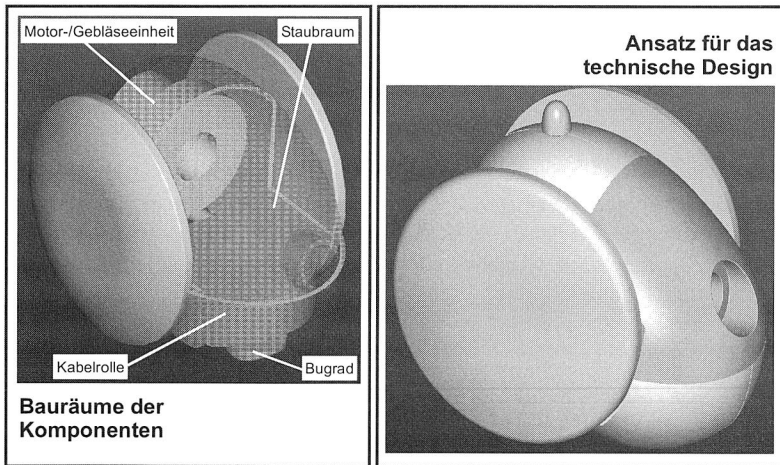 Motor-/Gebläseeinheit
Staubraum
Kabelrolle
Bugrad
Bauräume der
Komponenten
Ansatz für das
technische Design